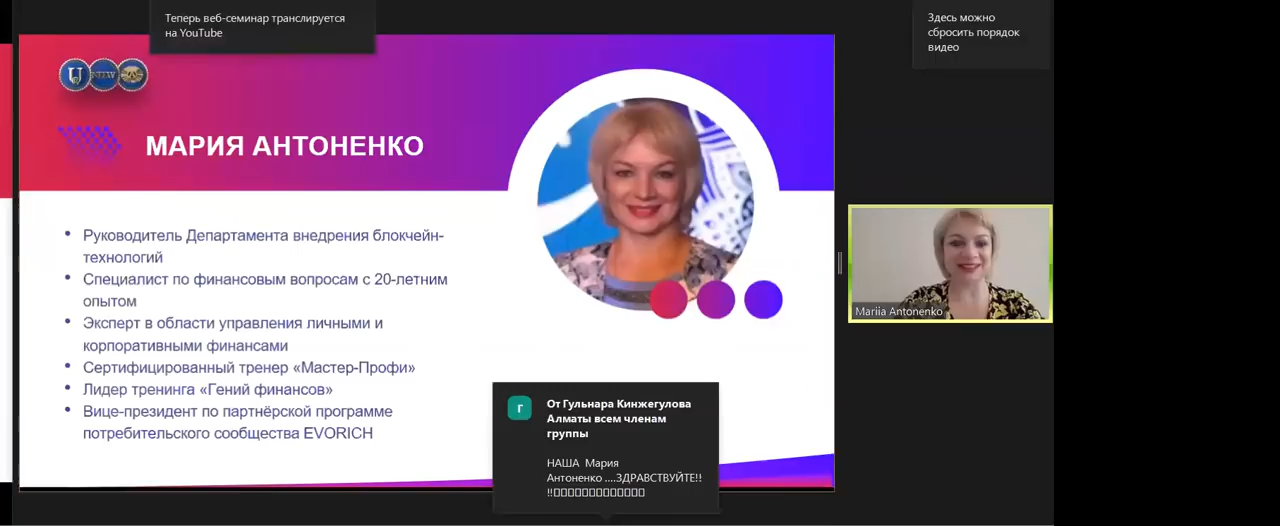 Теперь веб-семинар транслируется
на YouTube
Здесь можно
сбросить порядок
видео
МАРИЯ АНТОНЕНКО
• Руководитель Департамента внедрения блокчейн-
технологий
• Специалист по финансовым вопросам с 20-летним
опытом
• Эксперт в области управления личными и
корпоративными финансами
• Сертифицированный тренер «Мастер-Профи»
• Лидер тренинга «Гений финансов»
• Вице-президент по партнёрской программе
потребительского сообщества EVORICH
Mariia Antonenko
Г
От Гульнара Кинжегулова
Алматы всем членам
группы
НАША Мария
Антоненко ....ЗДРАВСТВУЙТЕ!!
!!